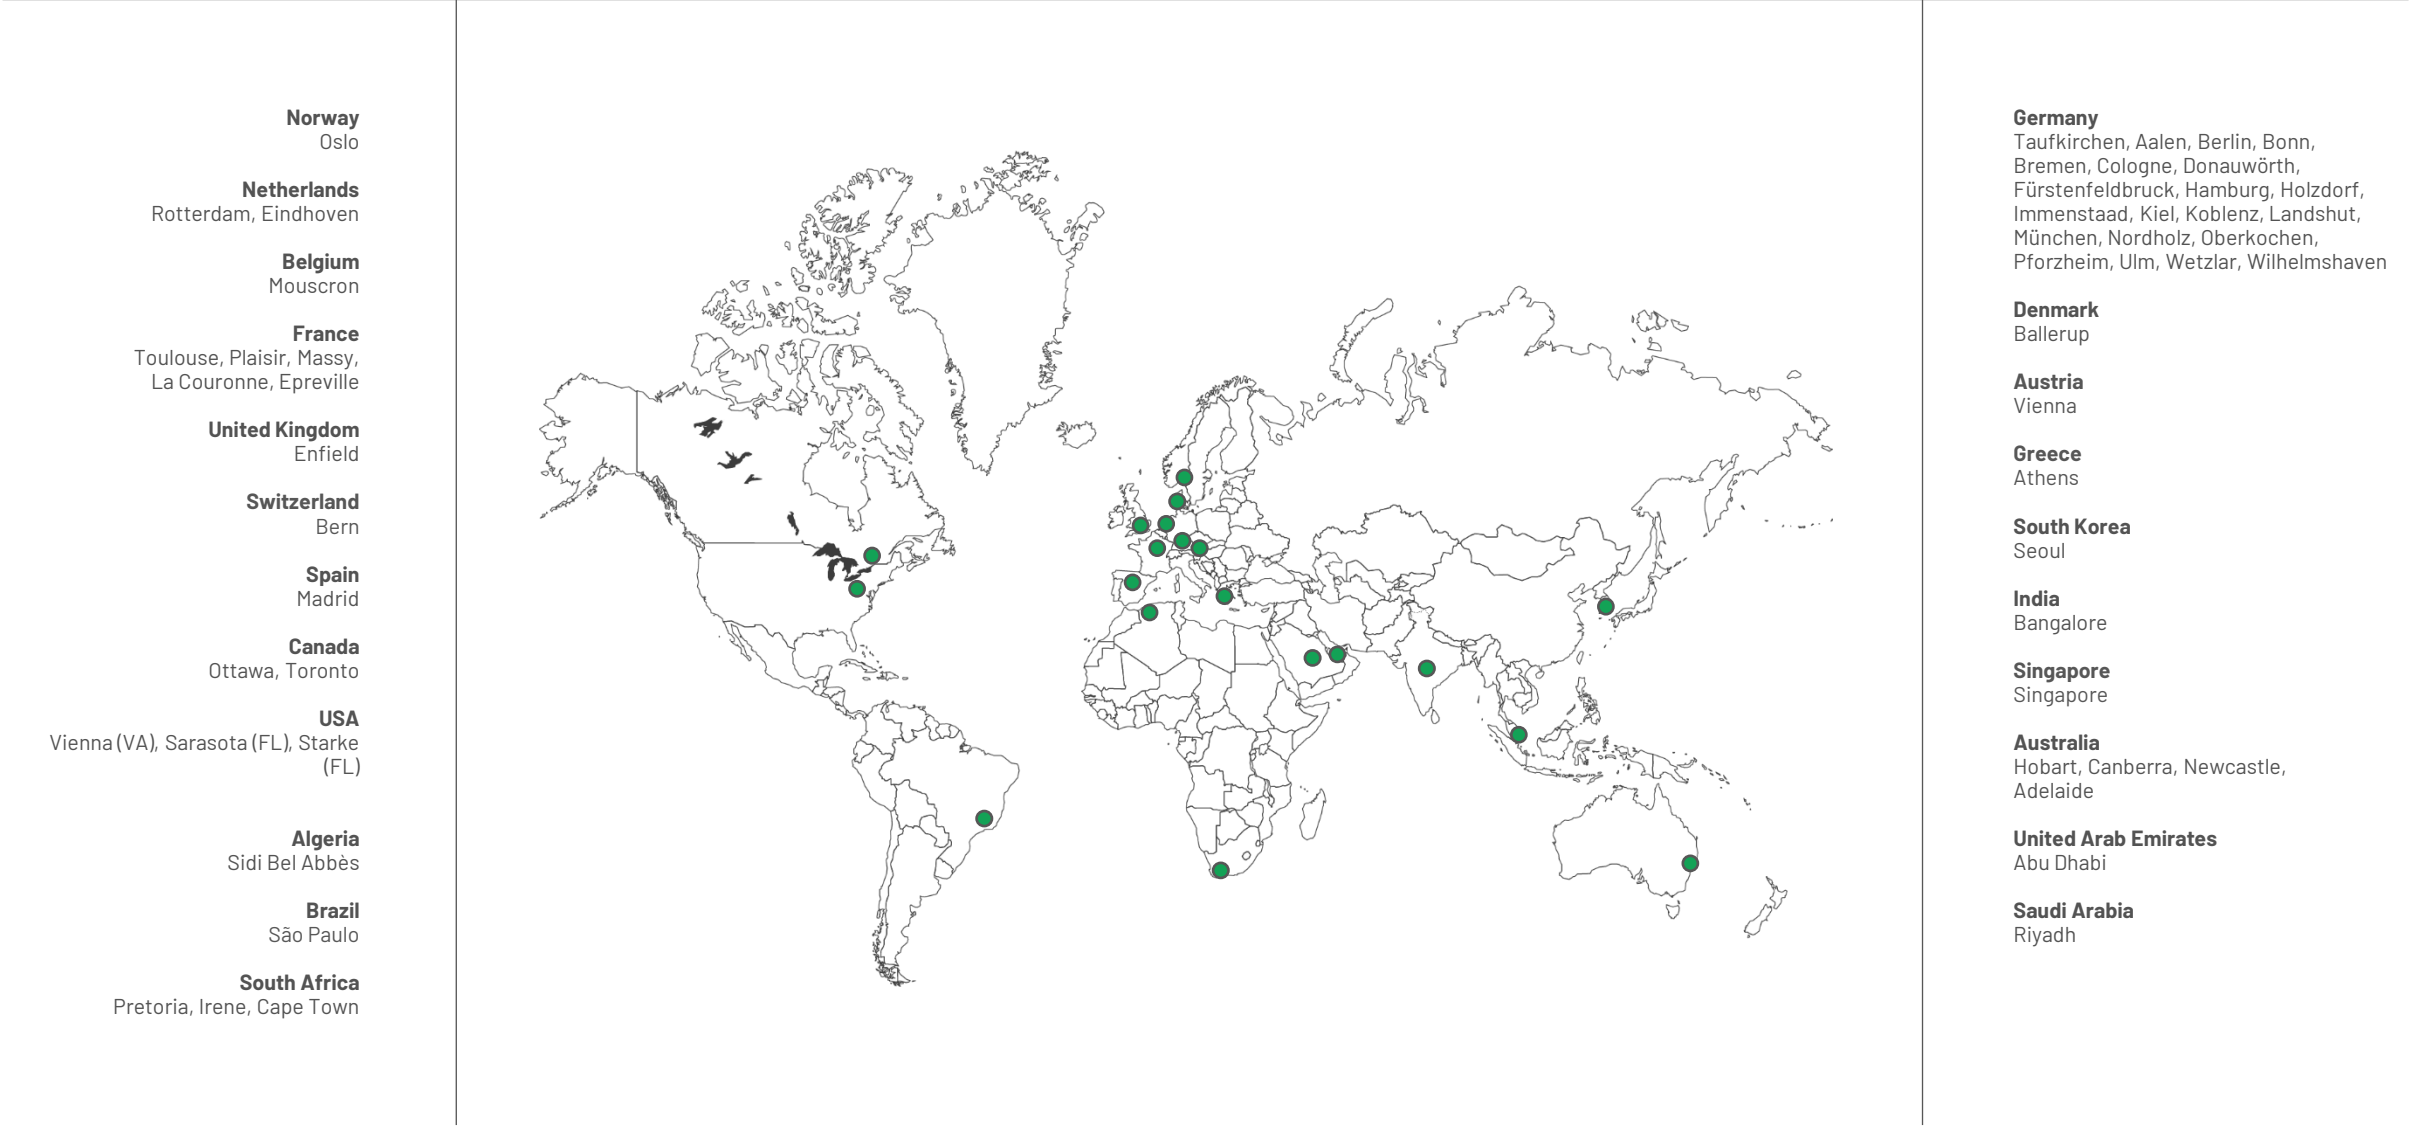 Norway
Oslo
Netherlands
Rotterdam, Eindhoven
Belgium
Mouscron
France
Toulouse, Plaisir, Massy,
La Couronne, Epreville
United Kingdom
Enfield
Switzerland
Bern
Spain
Madrid
Canada
Ottawa, Toronto
USA
Vienna (VA), Sarasota (FL), Starke
(FL)
Algeria
Sidi Bel Abbès
Brazil
São Paulo
South Africa
Pretoria, Irene, Cape Town
Germany
Taufkirchen, Aalen, Berlin, Bonn,
Bremen, Cologne, Donauwörth,
Fürstenfeldbruck, Hamburg, Holzdorf,
Immenstaad, Kiel, Koblenz, Landshut,
München, Nordholz, Oberkochen,
Pforzheim, Ulm, Wetzlar, Wilhelmshaven
Denmark
Ballerup
Austria
Vienna
Greece
Athens
South Korea
Seoul
India
Bangalore
Singapore
Singapore
Australia
Hobart, Canberra, Newcastle,
Adelaide
United Arab Emirates
Abu Dhabi
Saudi Arabia
Riyadh